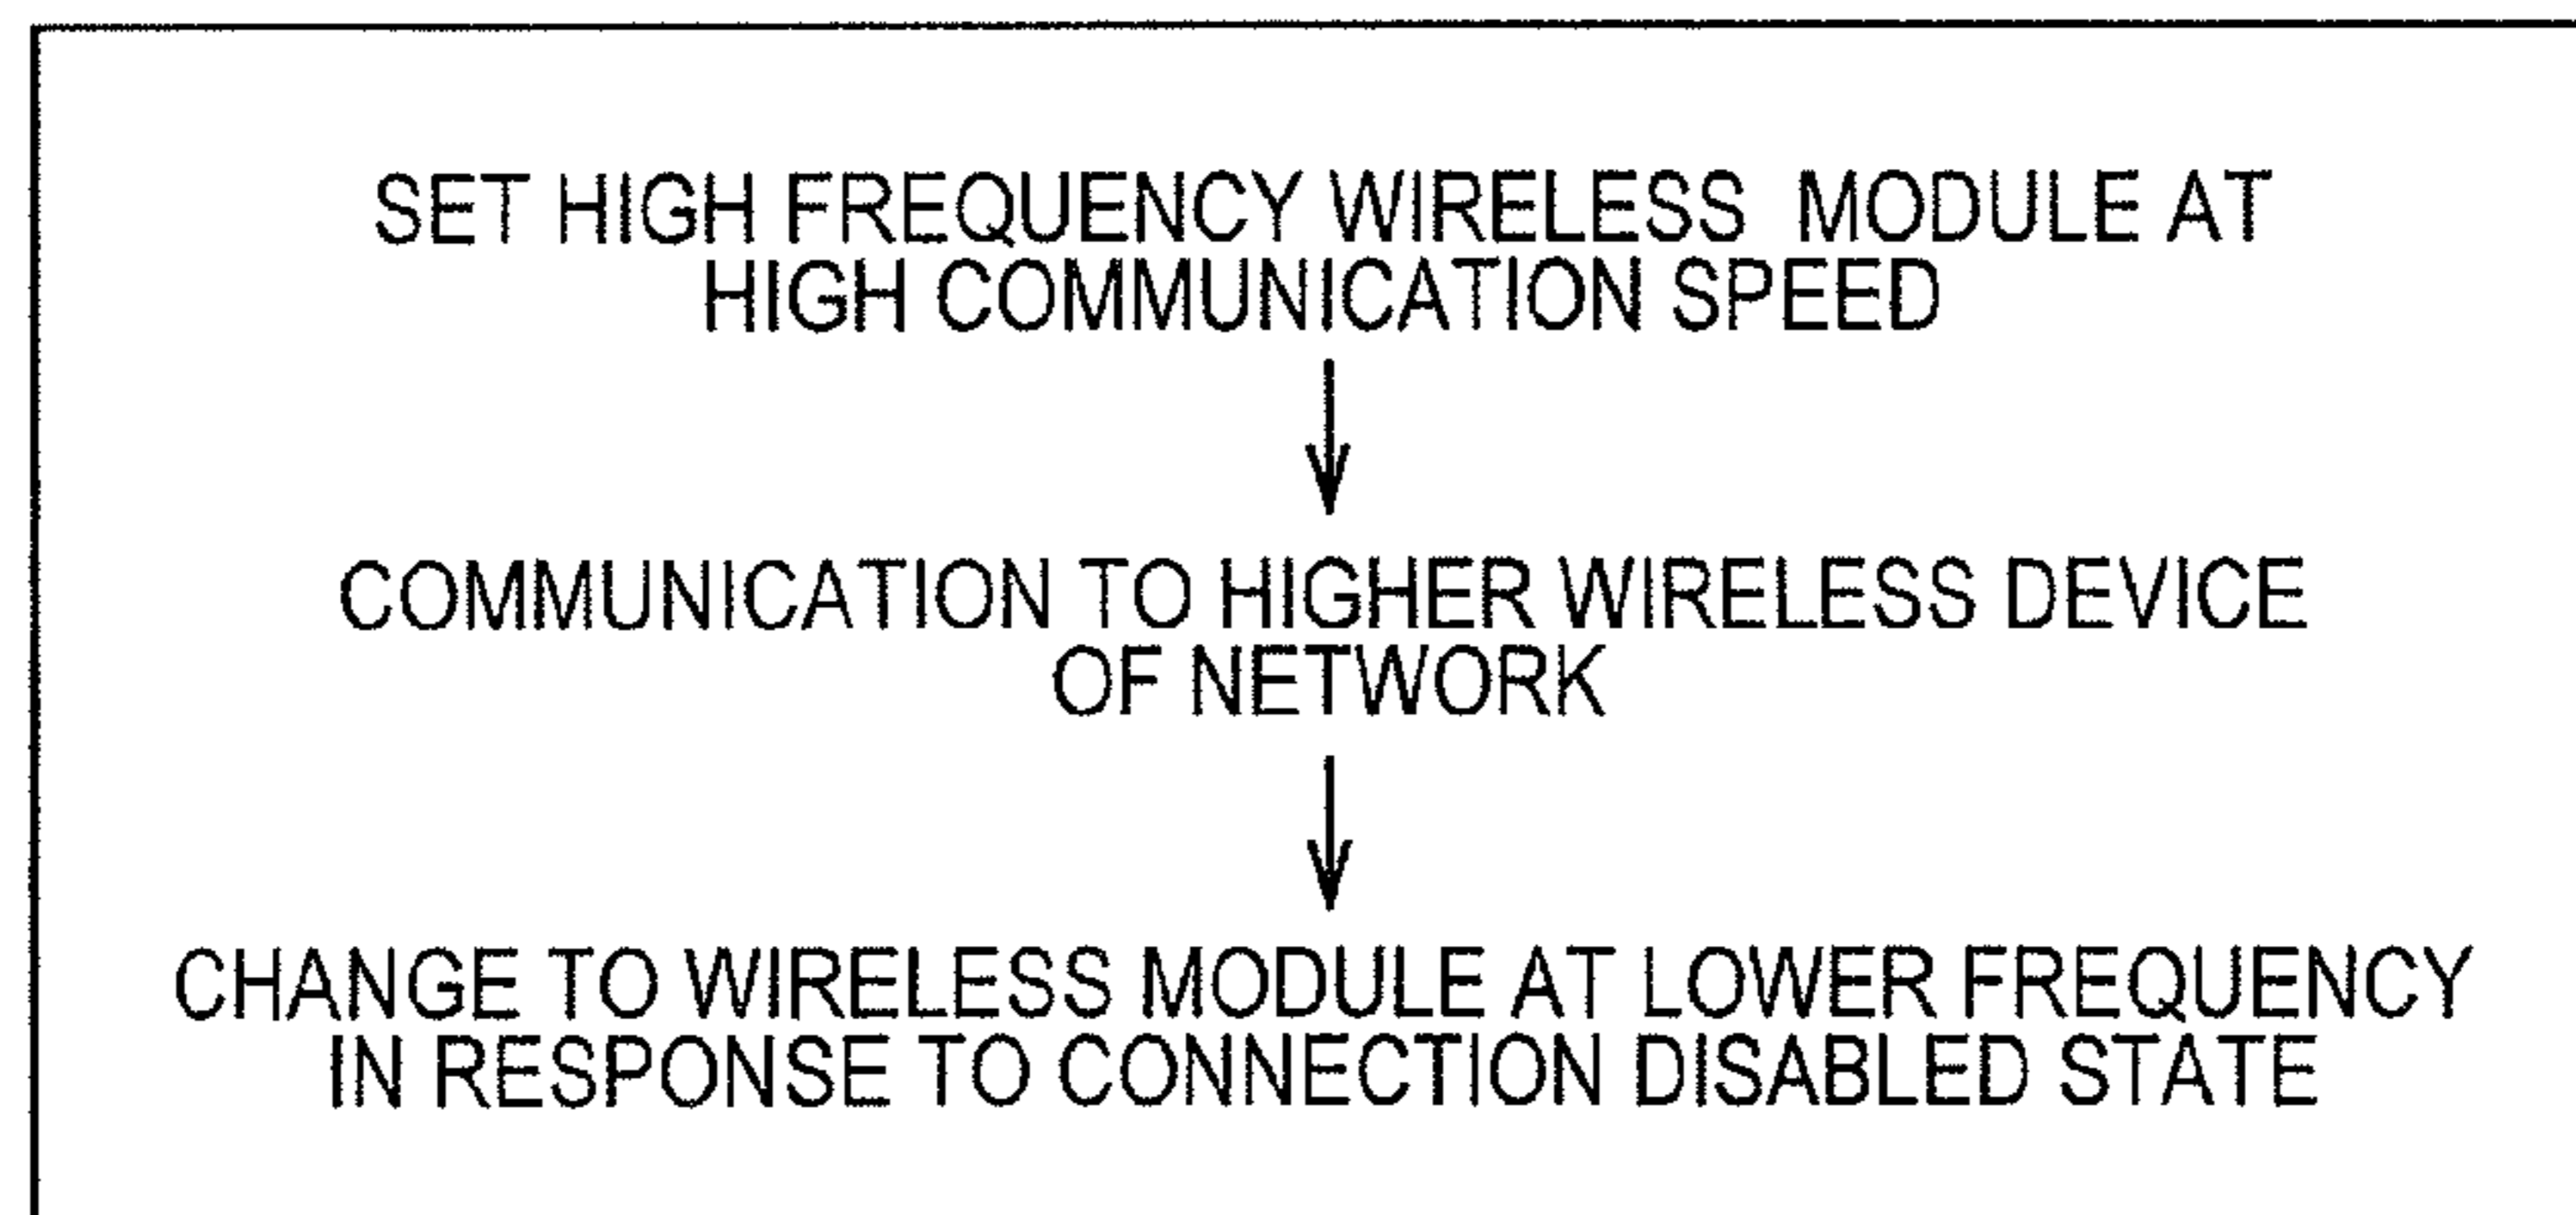 SET HIGH FREQUENCY WIRELESS MODULE AT
HIGH COMMUNICATION SPEED
COMMUNICATION TO HIGHER WIRELESS DEVICE
OF NETWORK
CHANGE TO WIRELESS MODULE AT LOWER FREQUENCY
IN RESPONSE TO CONNECTION DISABLED STATE